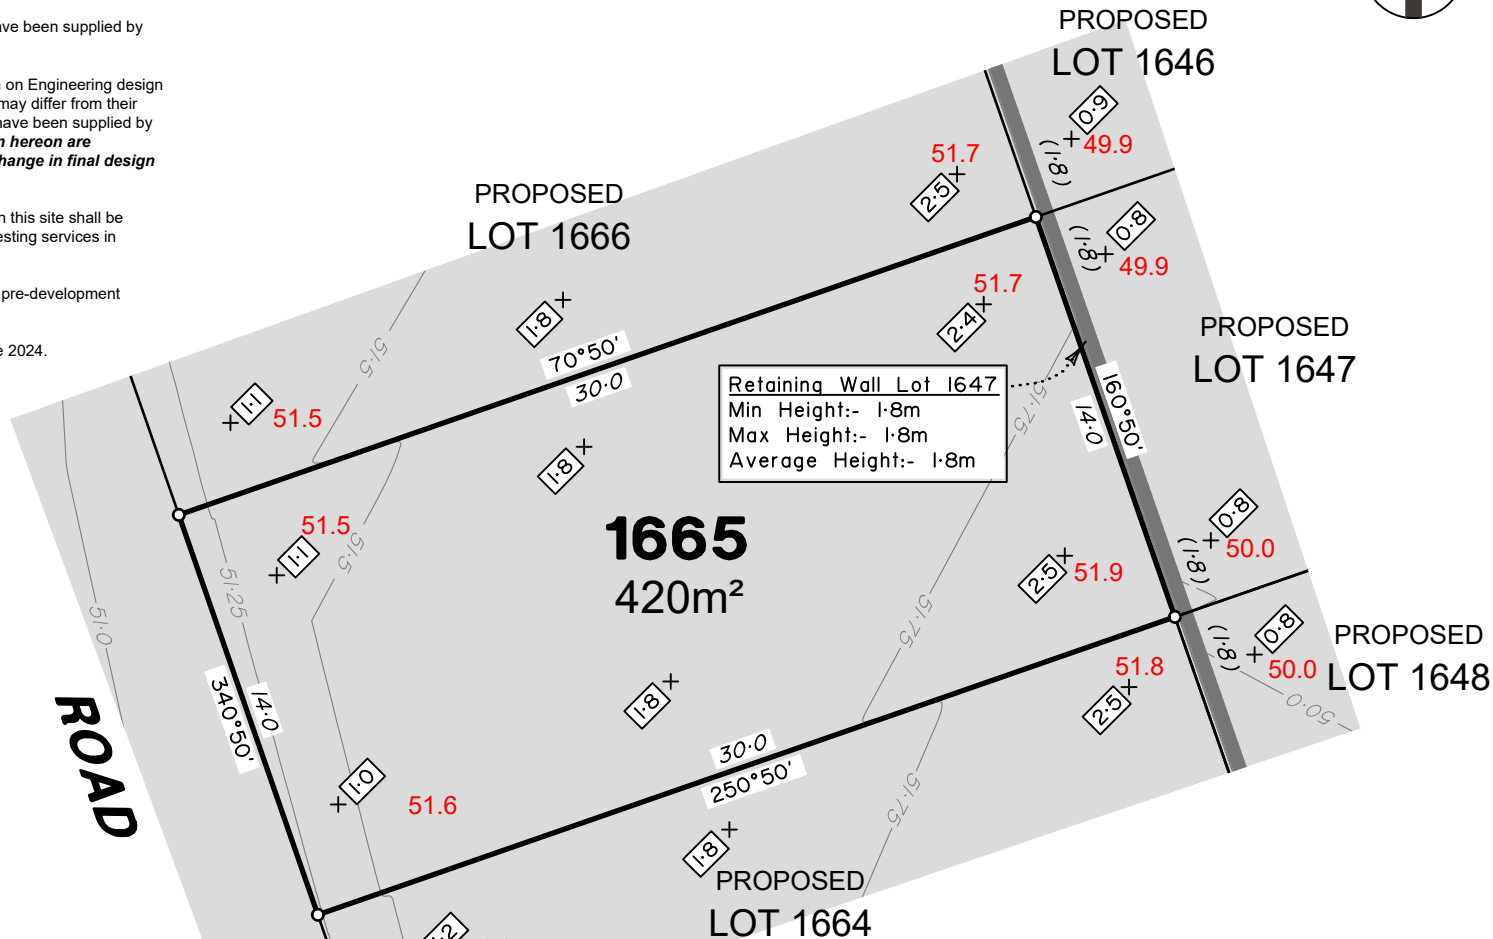 ave been supplied by
on Engineering design
may differ from their
have been supplied by
n hereon are
hange in final design
n this site shall be
esting services in
pre-development
e 2024.
PROPOSED
LOT 1646
0·9
49.9
(1·8)
51.7
2·5
PROPOSED
LOT 1666
0·8
(1·8)
49.9
51.7
2·4
1·8
70°50'
30·0
51·5
PROPOSED
LOT 1647
Retaining Wall Lot 1647
Min Height:- 1·8m
Max Height:- 1·8m
Average Height:- 1·8m
51·75
14·0
160°50'
1·1
51.5
1·8
1665
420m²
51.5
1·1
51·5
51·25
51·0
0·8
50.0
(1·8)
2·5
51.9
51·75
0·8
(1·8)
50.0
PROPOSED
LOT 1648
50·0
51.8
2·5
1·8
340°50'
14·0
ROAD
30·0
250°50'
1·0
51.6
51·75
1·8
PROPOSED
LOT 1664